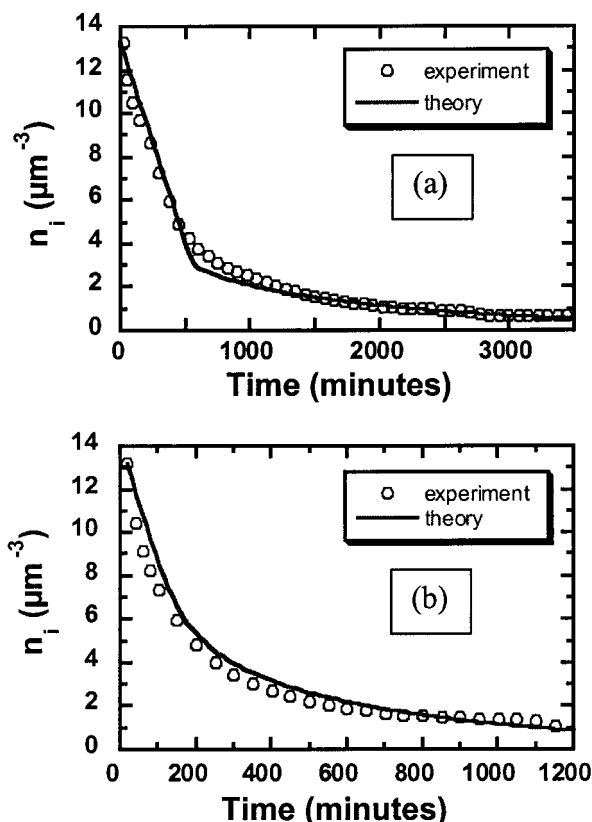 14
12
10
8
6
4
2
0
n_i (µm^-3)
experiment
theory
(a)
0 1000 2000 3000
Time (minutes)
14
12
10
8
6
4
2
0
n_i (µm^-3)
experiment
theory
(b)
0 200 400 600 800 1000 1200
Time (minutes)